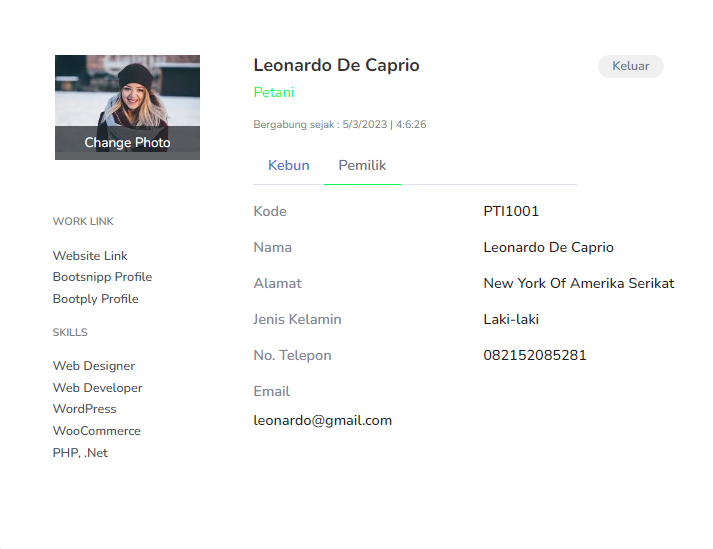 Leonardo De Caprio
Keluar
Petani
Bergabung sejak : 5/3/2023 | 4:6:26
Change Photo
Kebun Pemilik
WORK LINK
Website Link
Bootsnipp Profile
Bootply Profile
SKILLS
Web Designer
Web Developer
WordPress
WooCommerce
PHP, .Net
Kode PTI1001
Nama Leonardo De Caprio
Alamat New York Of Amerika Serikat
Jenis Kelamin Laki-laki
No. Telepon 082152085281
Email
leonardo@gmail.com